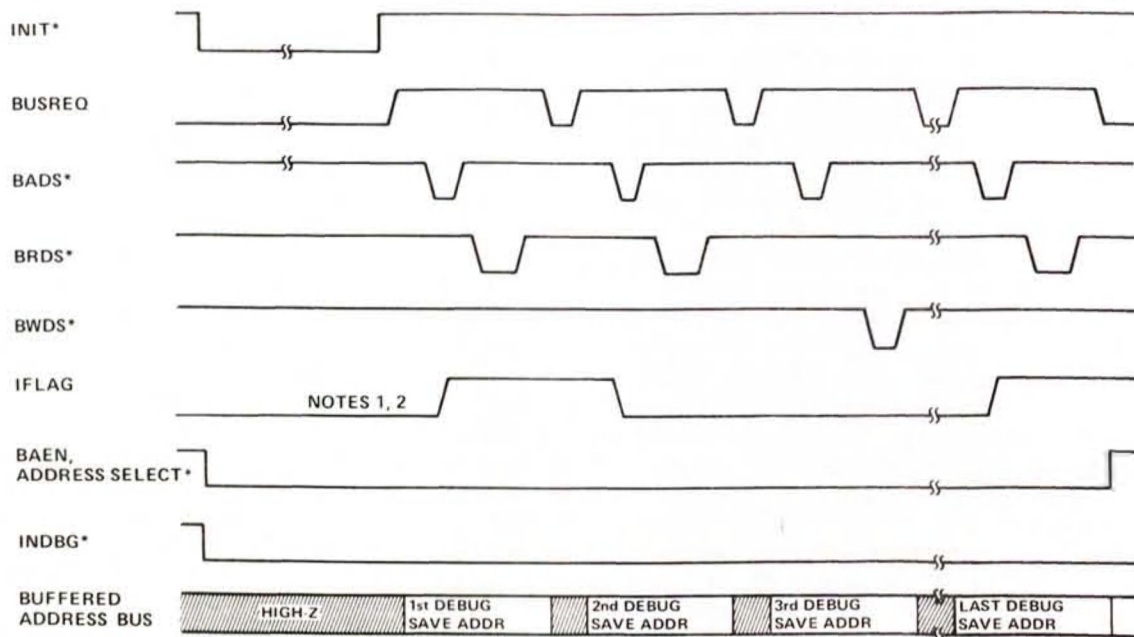 INIT*
BUSREQ
BADS*
BRDS*
BWDS*
IFLAG
NOTES 1, 2
BAEN,
ADDRESS SELECT*
INDBG*
BUFFERED
ADDRESS BUS
HIGH-Z
1st DEBUG
SAVE ADDR
2nd DEBUG
SAVE ADDR
3rd DEBUG
SAVE ADDR
LAST DEBUG
SAVE ADDR